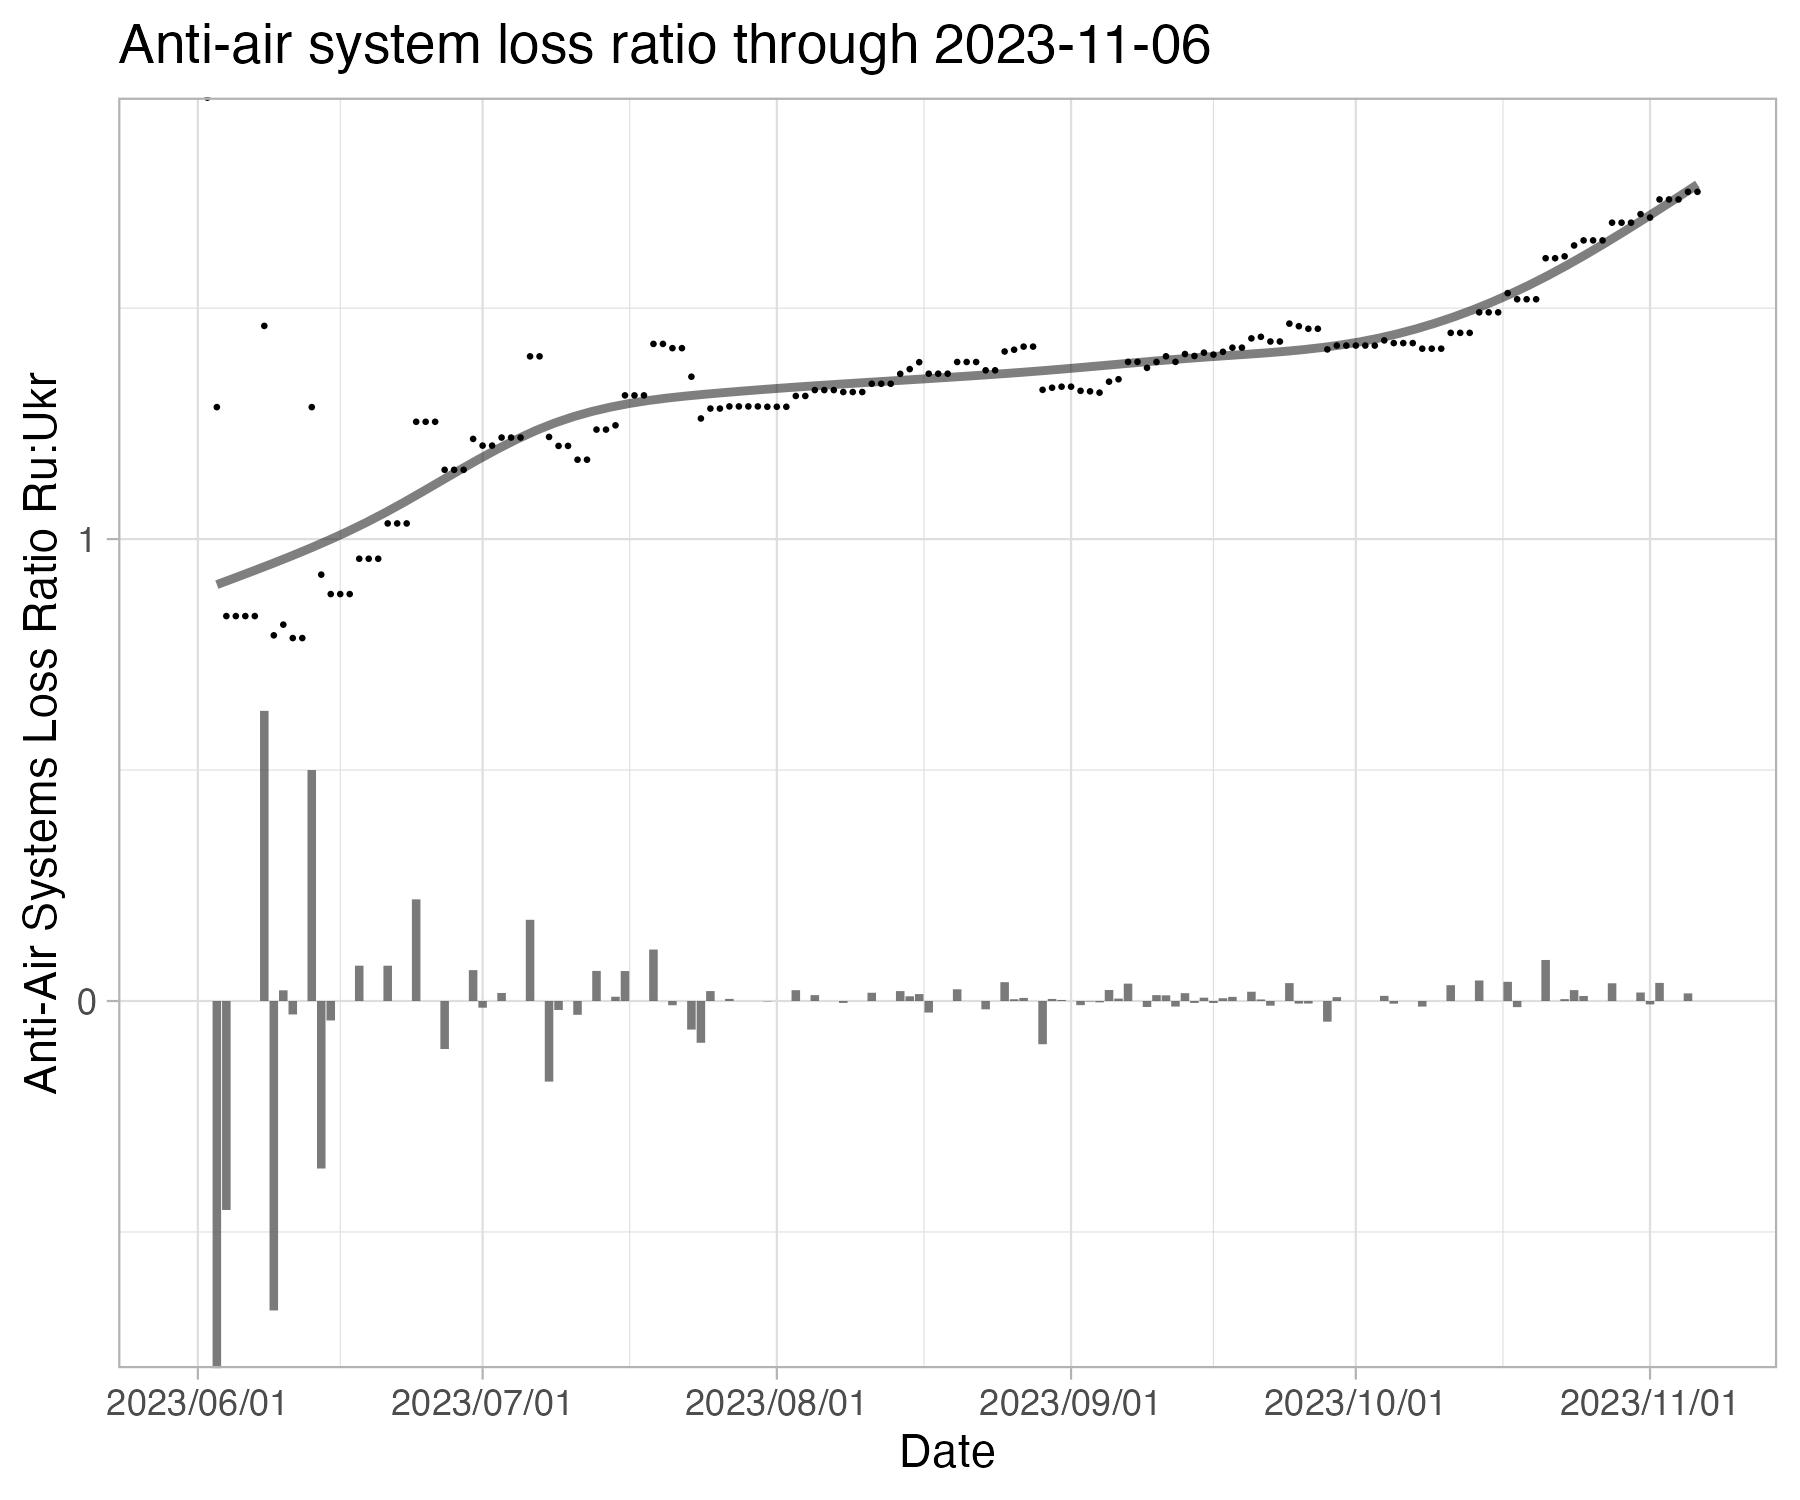 Anti-air system loss ratio through 2023-11-06
Anti-Air Systems Loss Ratio Ru:Ukr
1
0
2023/06/01 2023/07/01 2023/08/01 2023/09/01 2023/10/01 2023/11/01
Date